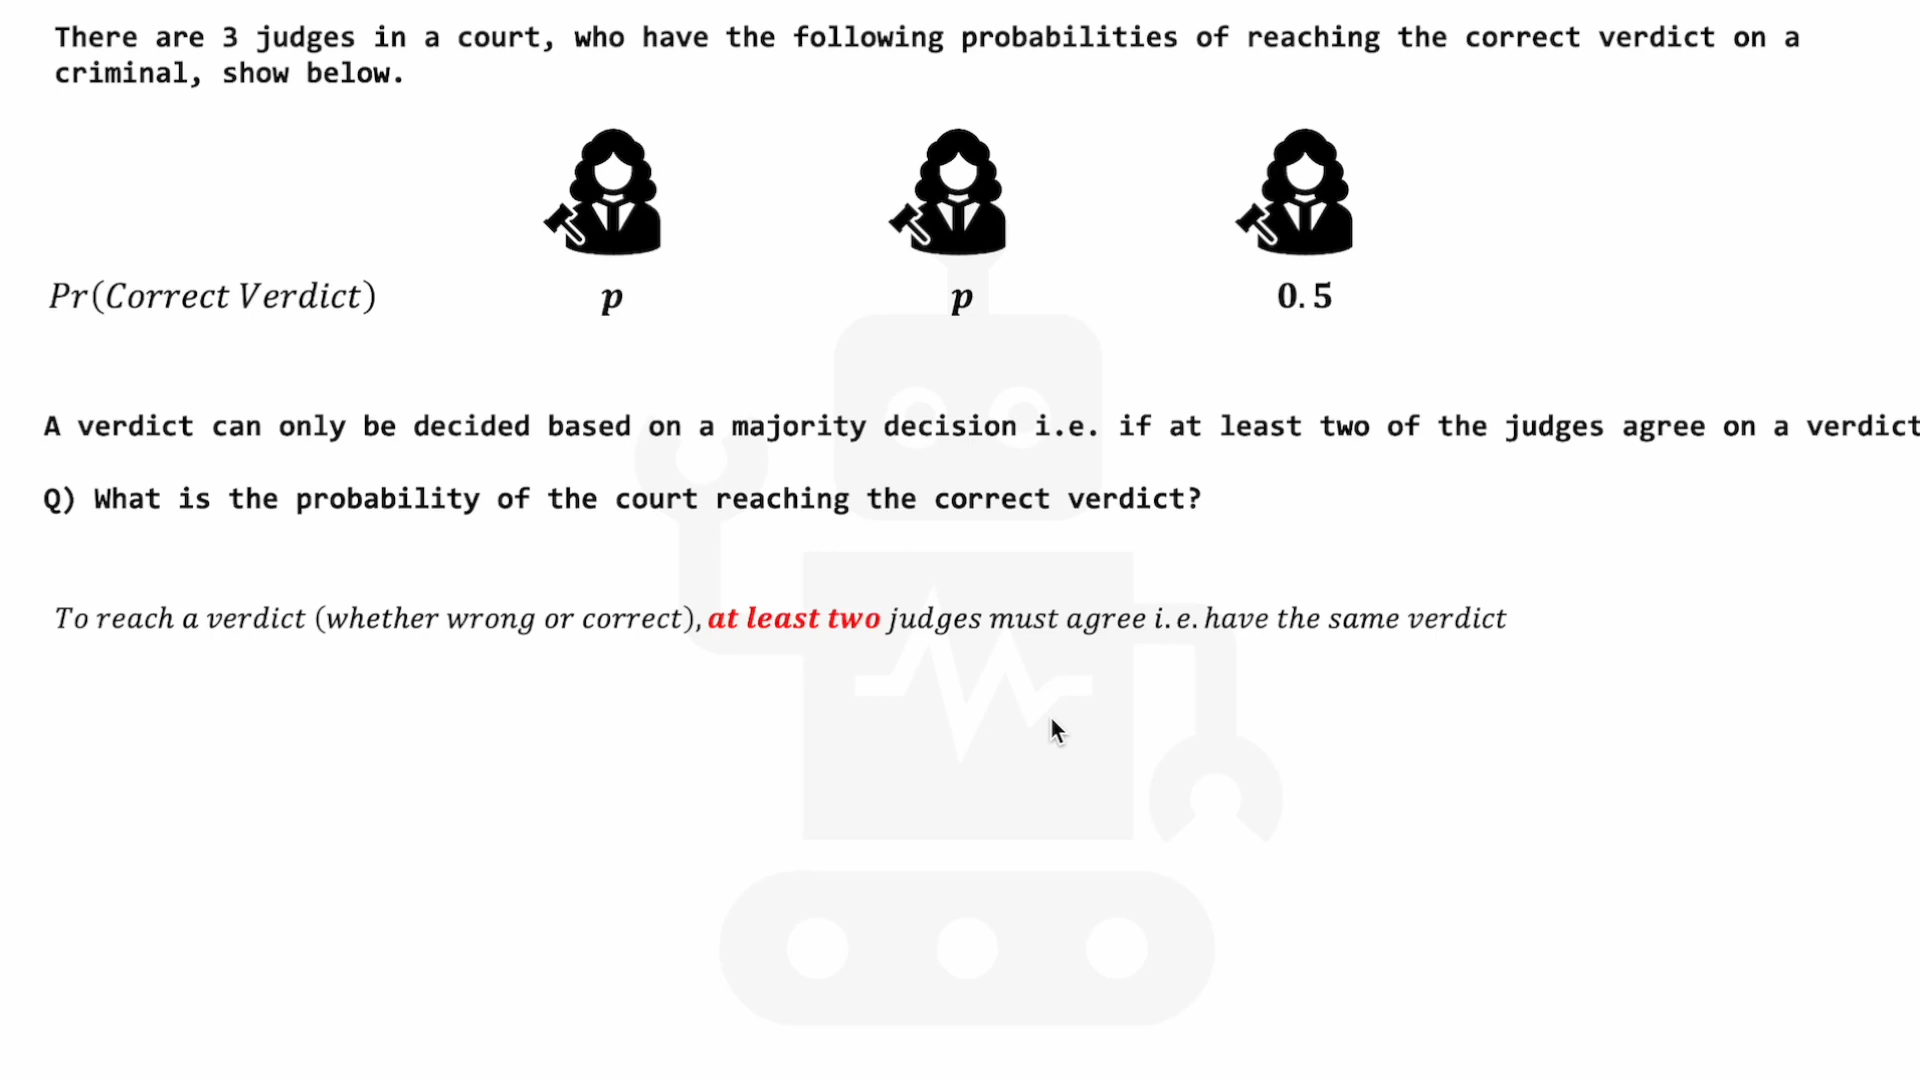 There are 3 judges in a court, who have the following probabilities of reaching the correct verdict on a
criminal, show below.
Pr(Correct Verdict) p p 0.5
A verdict can only be decided based on a majority decision i.e. if at least two of the judges agree on a verdict
Q) What is the probability of the court reaching the correct verdict?
To reach a verdict (whether wrong or correct), at least two judges must agree i.e. have the same verdict